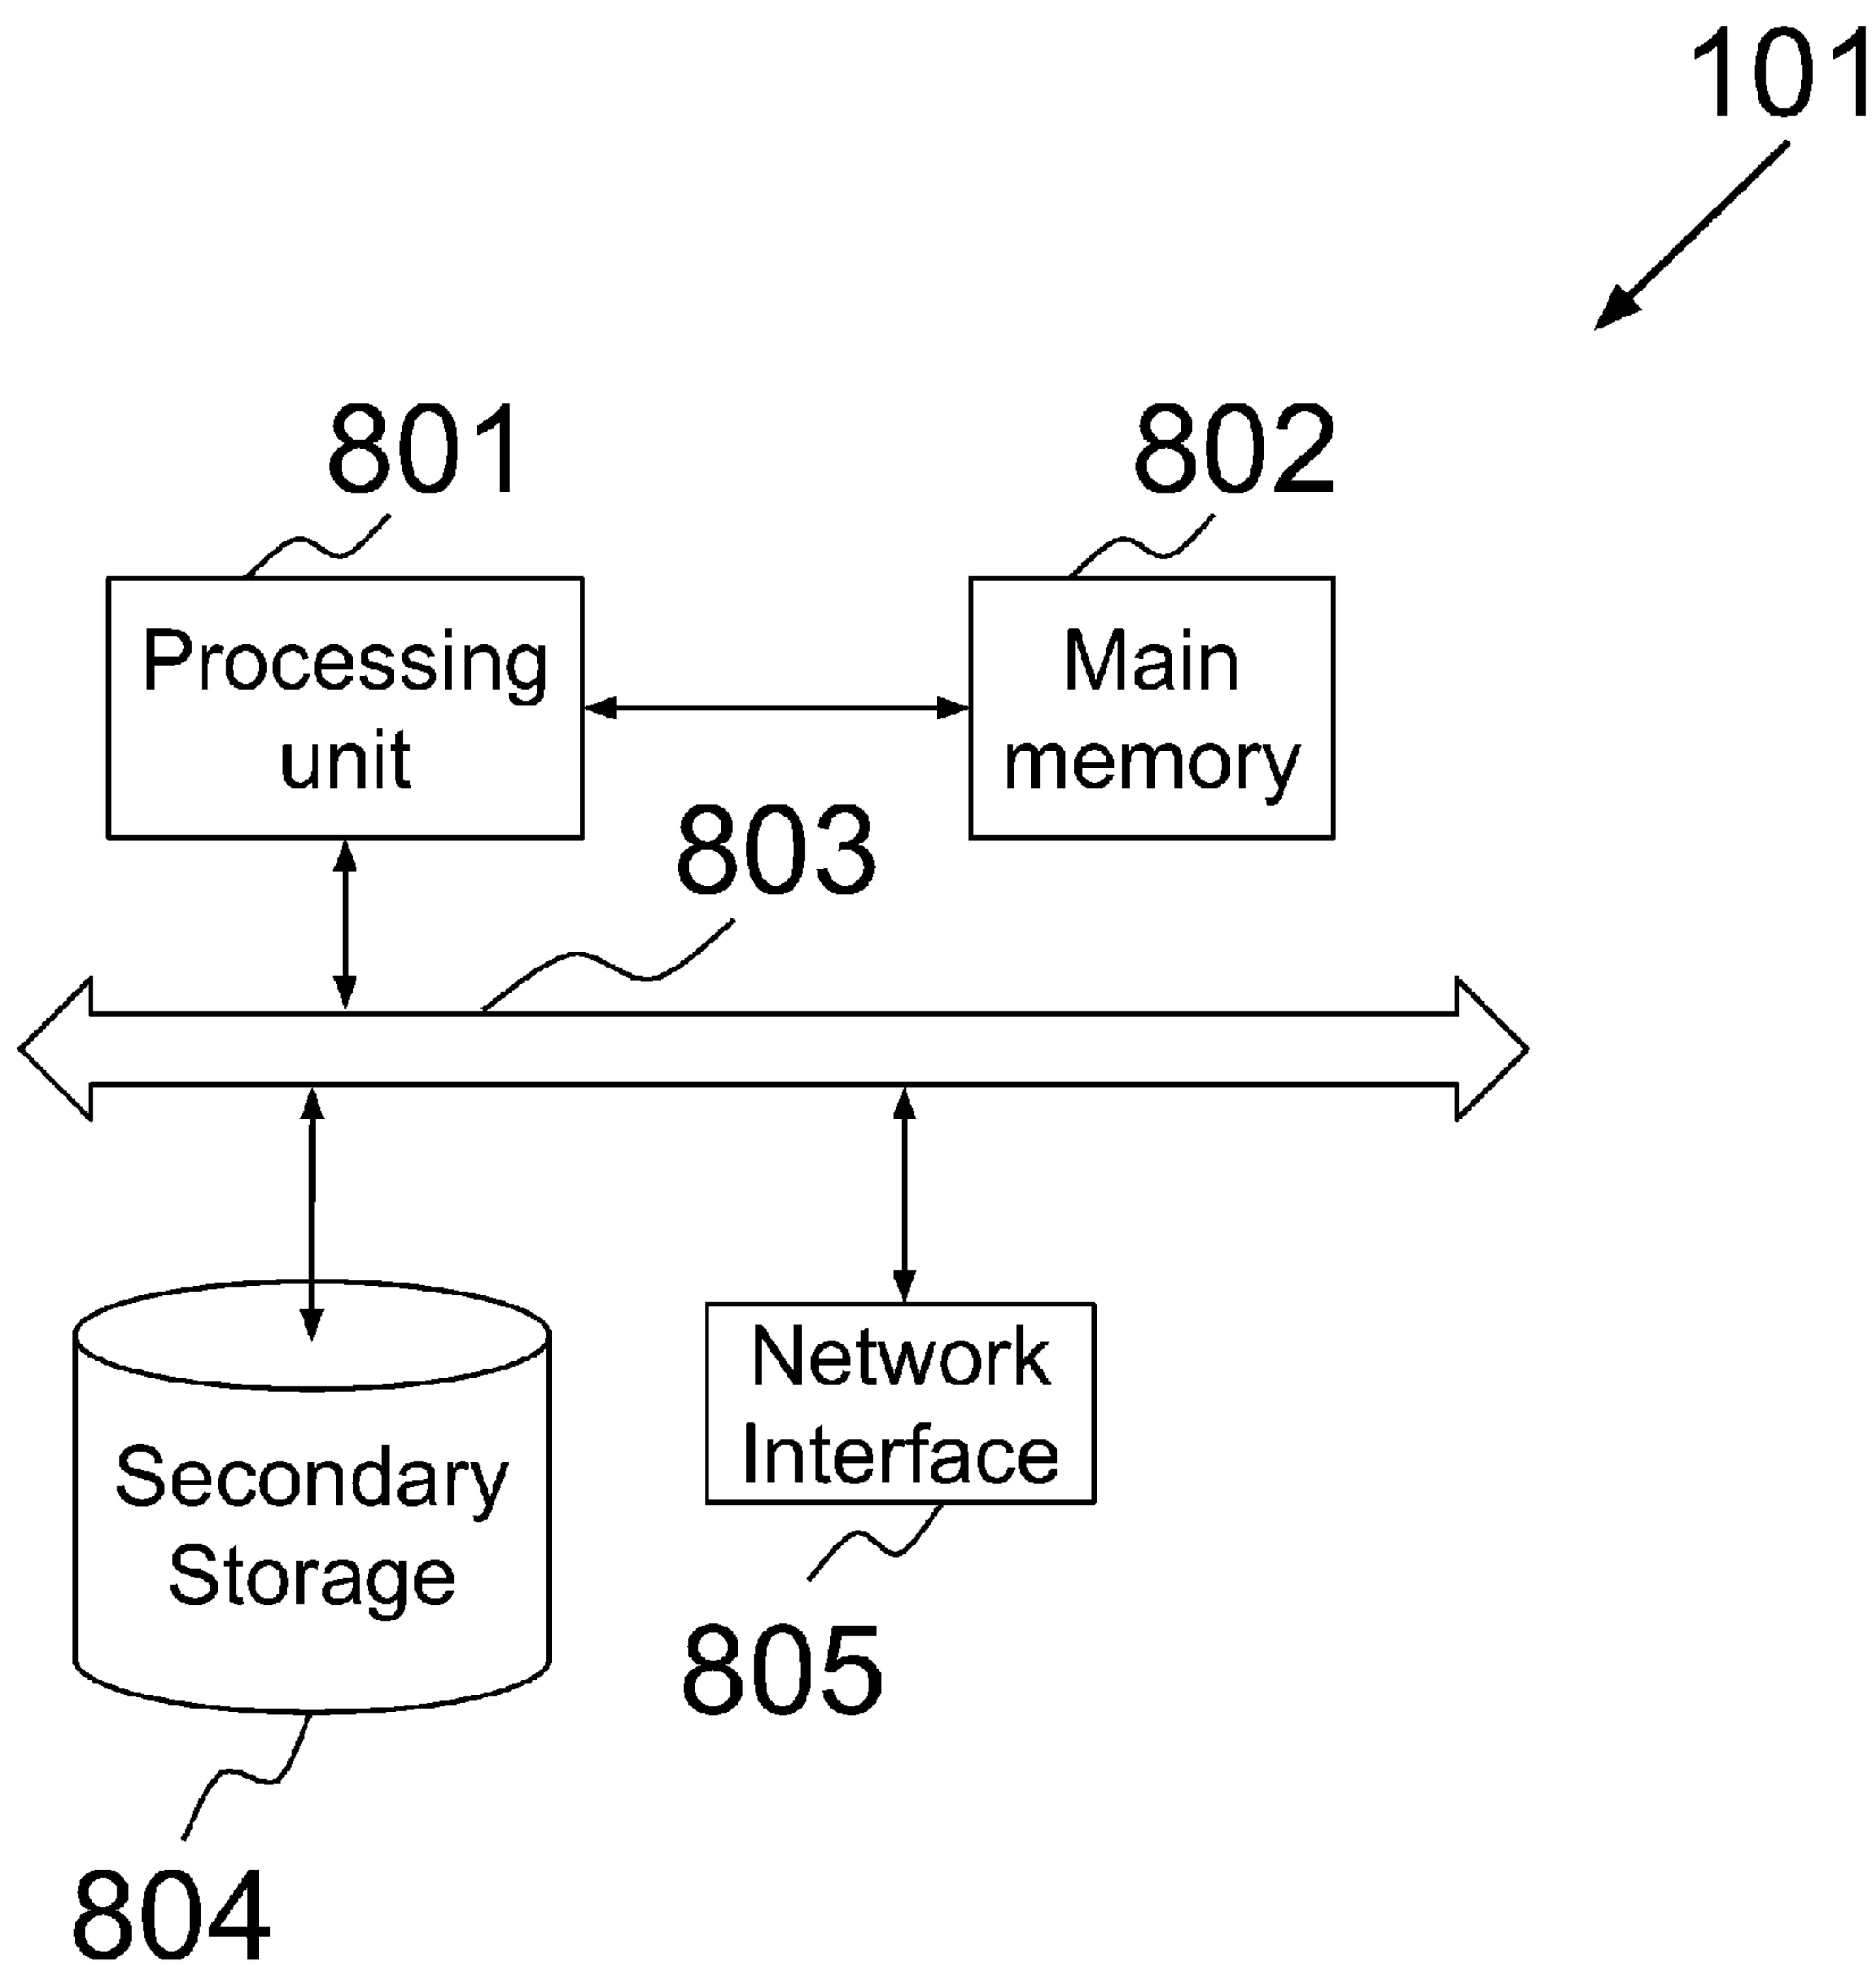 101
801
802
Processing
unit
Main
memory
803
Network
Interface
Secondary
Storage
805
804